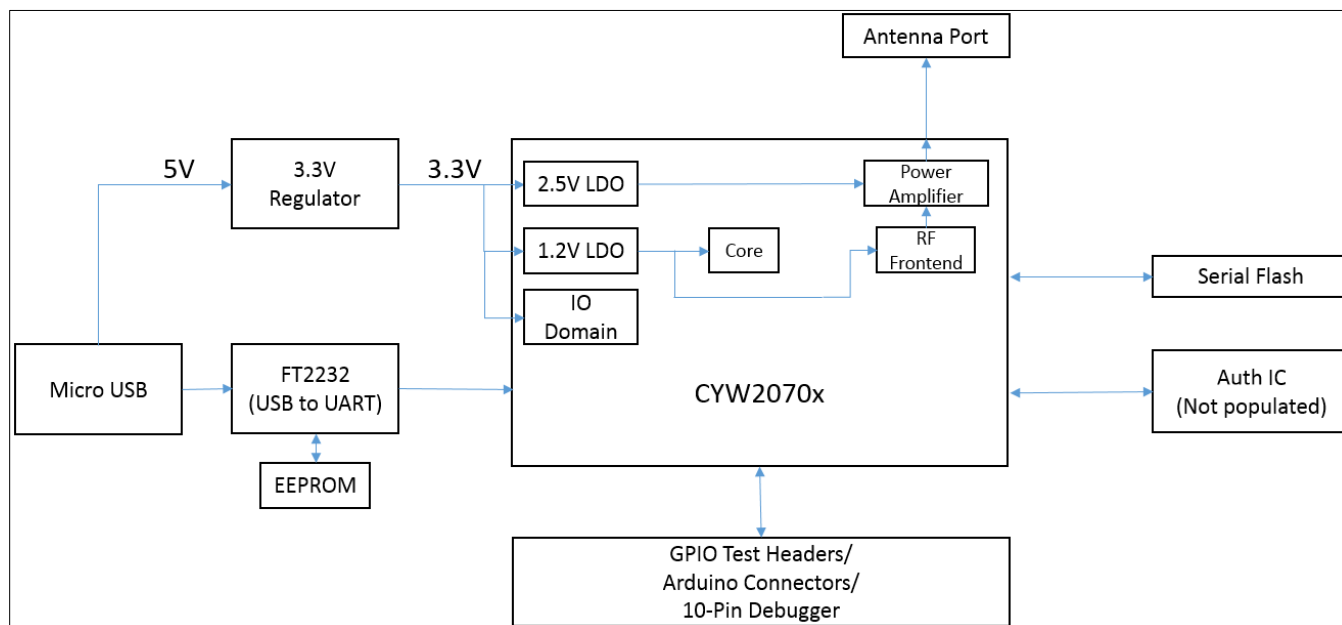 Antenna Port
5V
3.3V
Regulator
3.3V
2.5V LDO
Power
Amplifier
1.2V LDO
Core
RF
Frontend
IO
Domain
Serial Flash
Micro USB
FT2232
(USB to UART)
CYW2070x
Auth IC
(Not populated)
EEPROM
GPIO Test Headers/
Arduino Connectors/
10-Pin Debugger